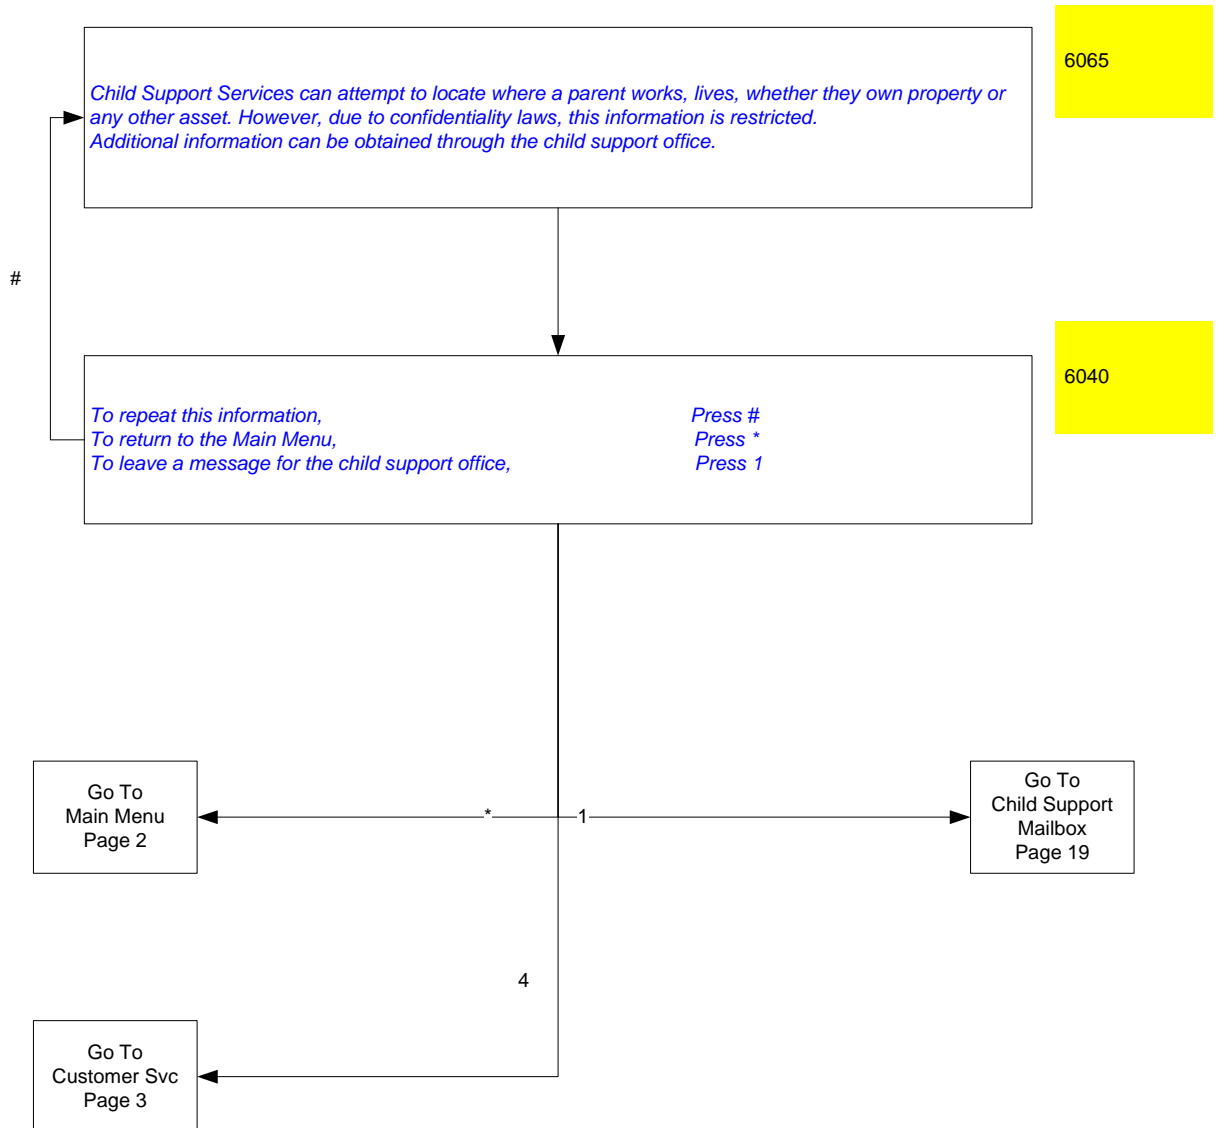 6065
Child Support Services can attempt to locate where a parent works, lives, whether they own property or
any other asset. However, due to confidentiality laws, this information is restricted.
Additional information can be obtained through the child support office.
#
6040
To repeat this information, Press #
To return to the Main Menu, Press *
To leave a message for the child support office, Press 1
Go To
Main Menu
Page 2
*
1
Go To
Child Support
Mailbox
Page 19
4
Go To
Customer Svc
Page 3